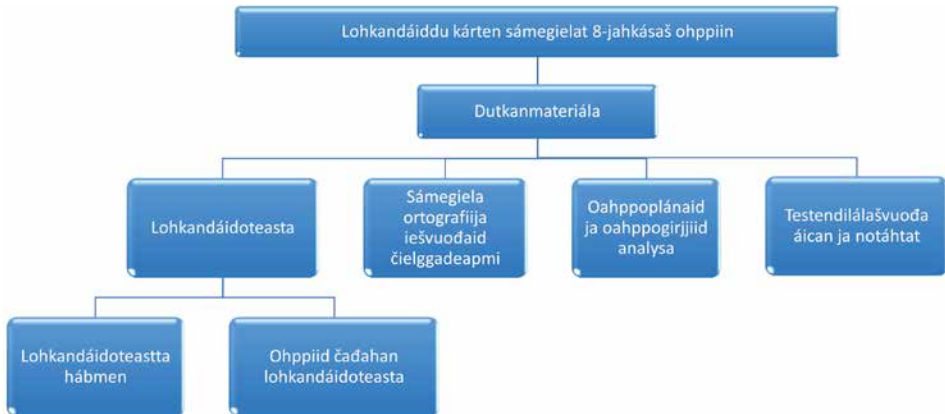 Lohkandáiddu kárten sámegielat 8-jahkásaš ohppiin
Dutkanmateriála
Lohkandáidoteasta
Sámegiela
ortografiija
iešvuođaid
čielggadeapmi
Oahppoplánaid
ja oahppogirjjiid
analysa
Testendilálašvuođa
áican ja notáhtat
Lohkandáidoteastta
hábmen
Ohppiid čađahan
lohkandáidoteasta